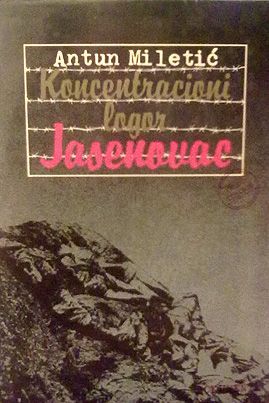 Antun Miletić
Koncentracioni
logor
Jasenovac